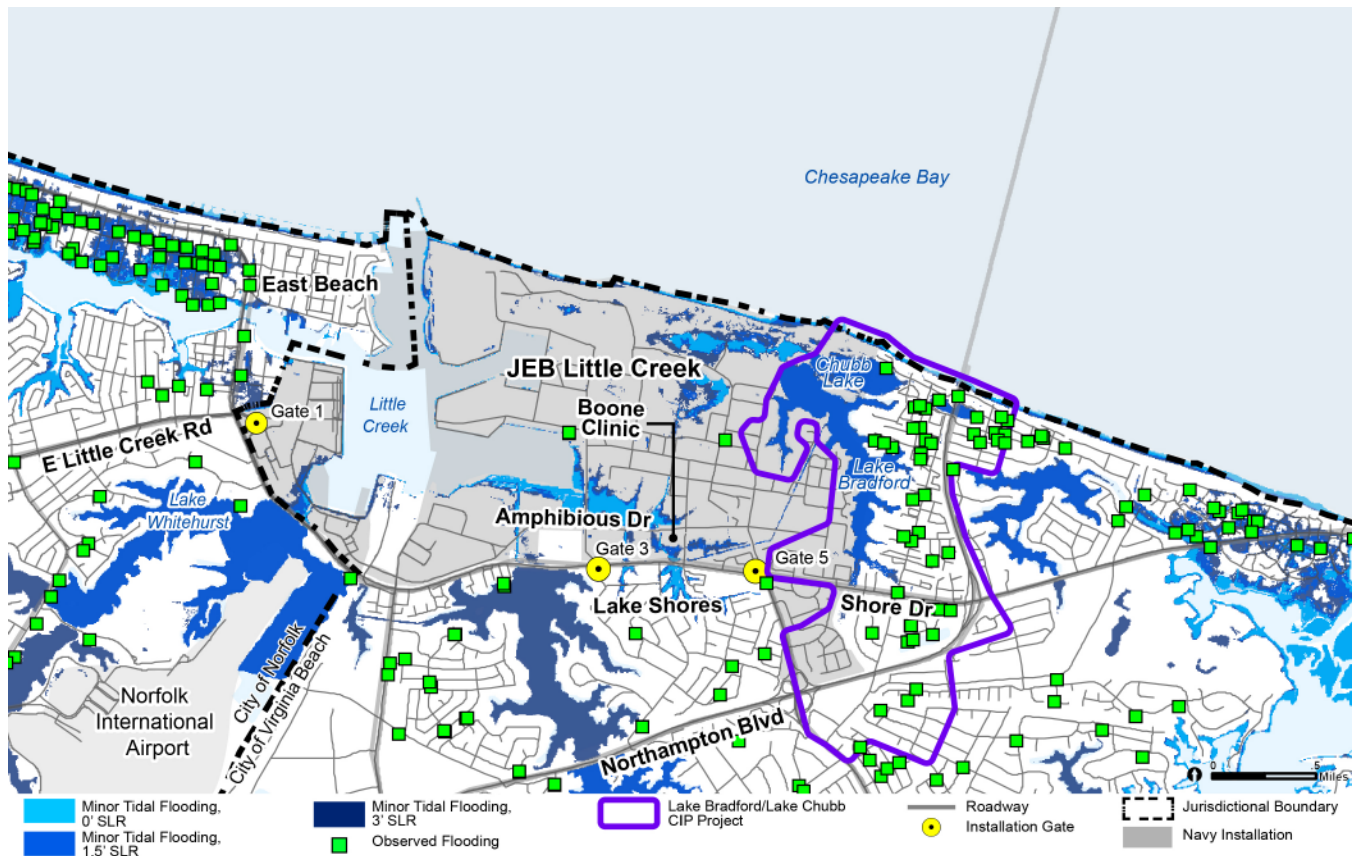 Chesapeake Bay
East Beach
JEB Little Creek
Chubb
Lake
Boone
Clinic
Little
Creek
Gate 1
E Little Creek Rd
Lake
Bradford
Lake
Whitehurst
Amphibious Dr
Gate 3
Gate 5
Lake Shores
Shore Dr
City of Norfolk
City of Virginia Beach
Norfolk
International
Airport
Northampton Blvd
0 .5
Miles
Minor Tidal Flooding,
0' SLR
Minor Tidal Flooding,
1.5' SLR
Minor Tidal Flooding,
3' SLR
Observed Flooding
Lake Bradford/Lake Chubb
CIP Project
Roadway
Installation Gate
Jurisdictional Boundary
Navy Installation